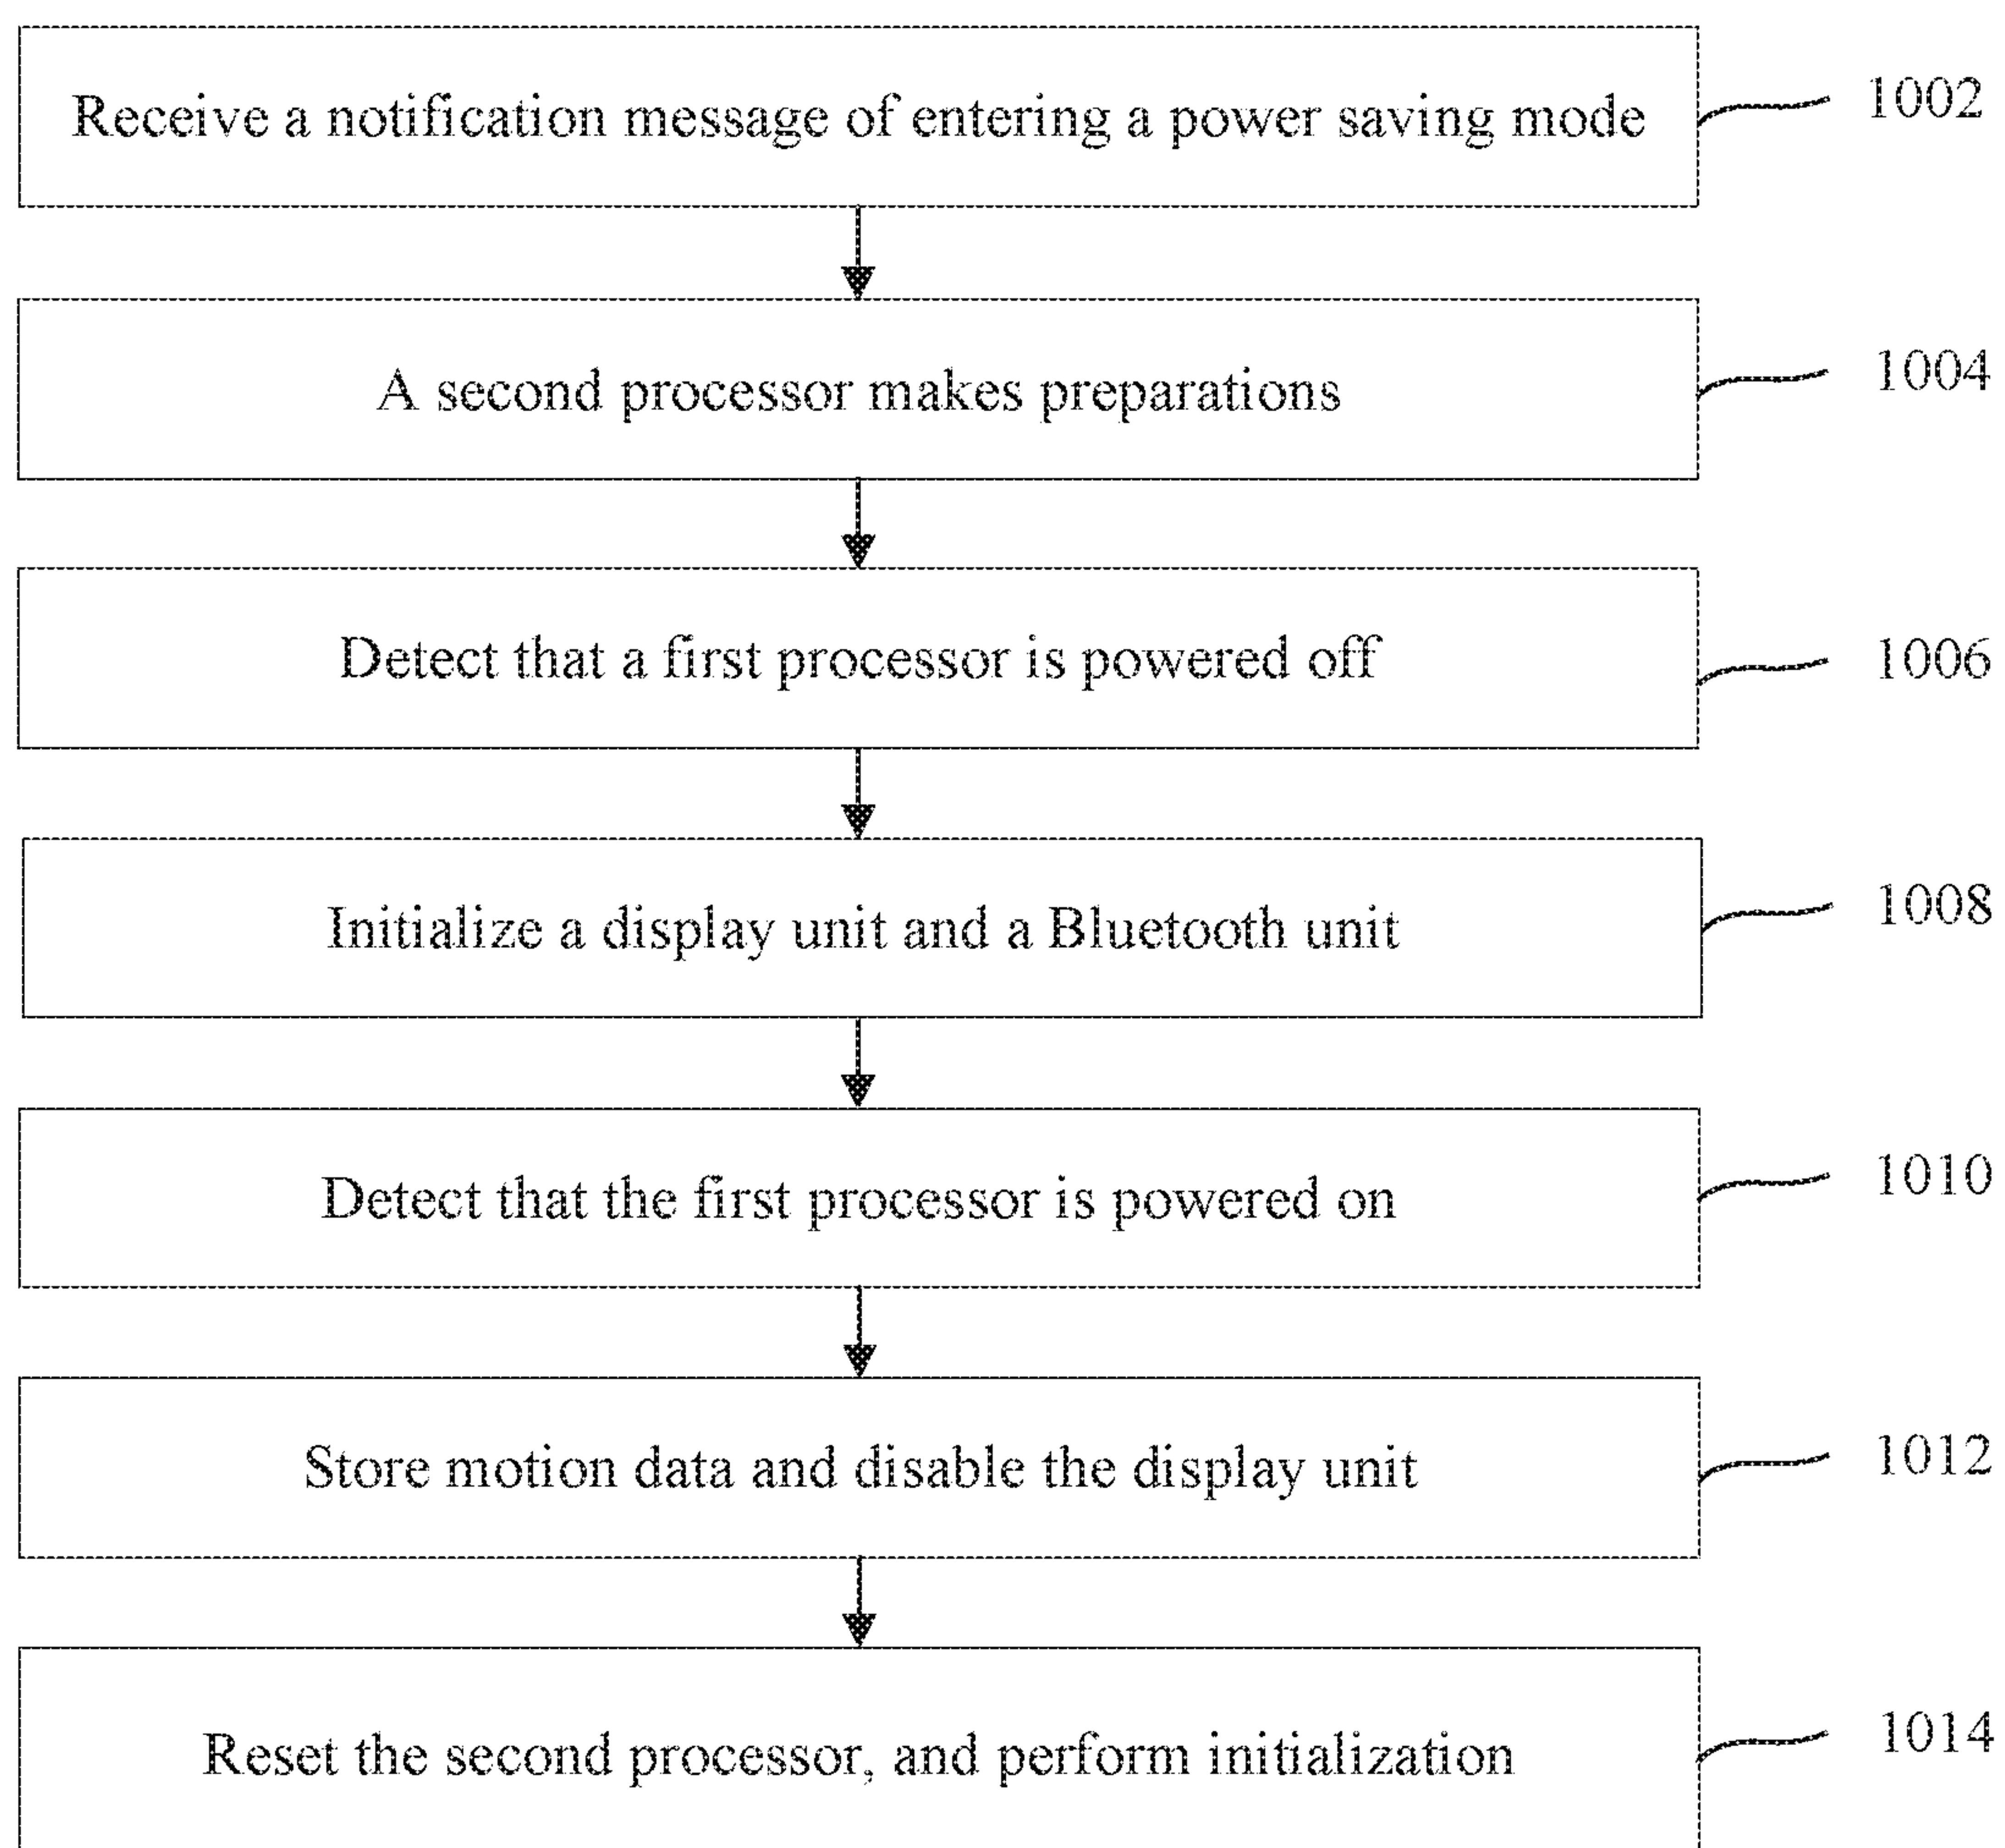 Receive a notification message of entering a power saving mode
1002
A second processor makes preparations
1004
Detect that a first processor is powered off
1006
Initialize a display unit and a Bluetooth unit
1008
Detect that the first processor is powered on
1010
Store motion data and disable the display unit
1012
Reset the second processor, and perform initialization
1014